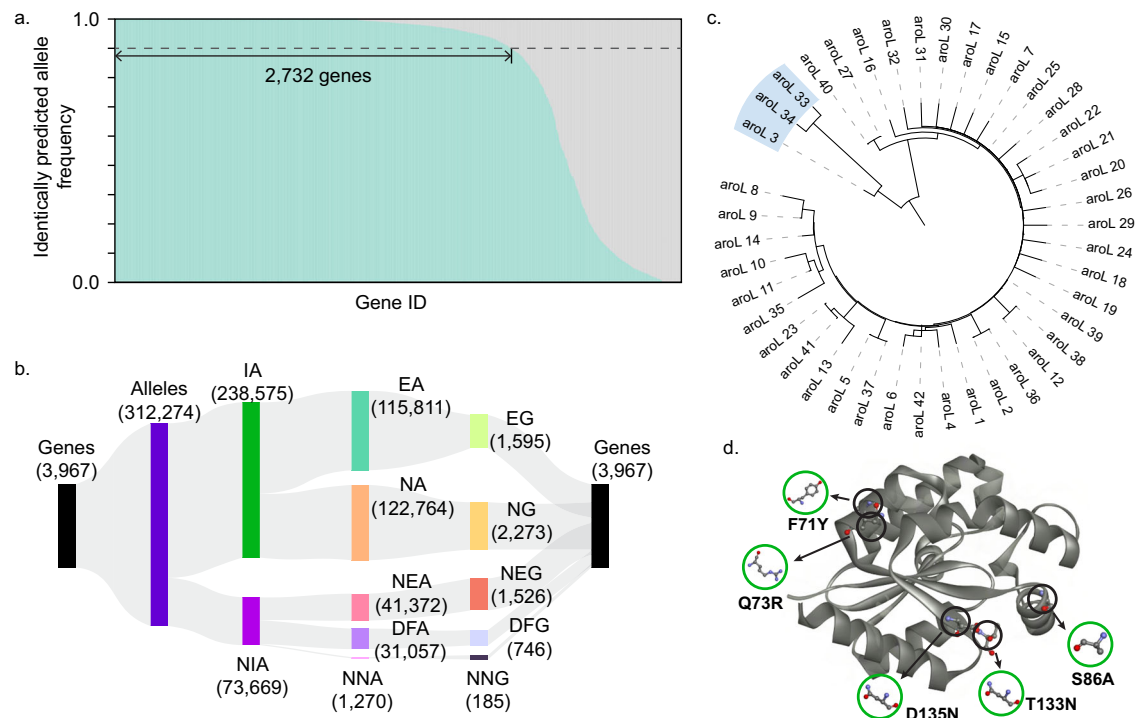 a.
1.0
0.0
Identically predicted allele
frequency
2,732 genes
Gene ID
b.
Genes
(3,967)
Alleles
(312,274)
IA
(238,575)
NIA
(73,669)
EA
(115,811)
NA
(122,764)
NEA
(41,372)
DFA
(31,057)
NNA
(1,270)
EG
(1,595)
NG
(2,273)
NEG
(1,526)
DFG
(746)
NNG
(185)
Genes
(3,967)
c.
aroL 33
aroL 34
aroL 3
aroL 40
aroL 27
aroL 16
aroL 32
aroL 31
aroL 30
aroL 17
aroL 15
aroL 7
aroL 25
aroL 28
aroL 22
aroL 21
aroL 20
aroL 26
aroL 29
aroL 24
aroL 18
aroL 19
aroL 39
aroL 38
aroL 12
aroL 36
aroL 2
aroL 1
aroL 4
aroL 42
aroL 6
aroL 37
aroL 5
aroL 13
aroL 41
aroL 23
aroL 35
aroL 11
aroL 10
aroL 14
aroL 9
aroL 8
d.
F71Y
Q73R
D135N
T133N
S86A